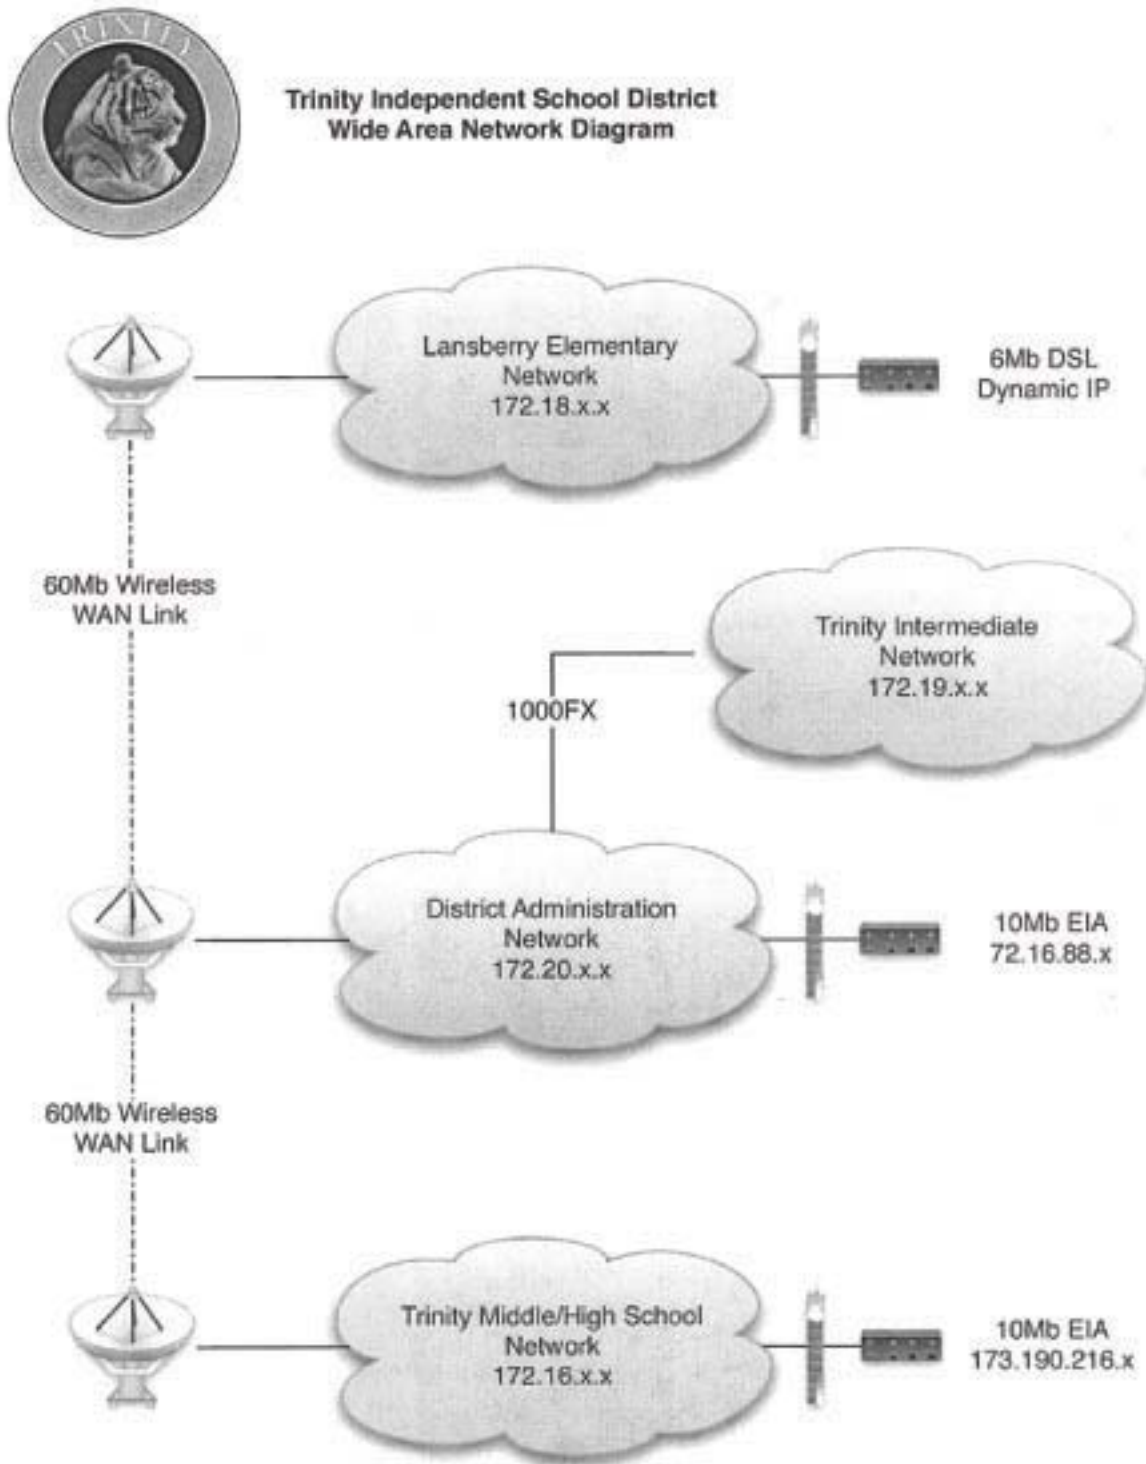 TRINITY
Trinity Independent School District
Wide Area Network Diagram
Lansberry Elementary
Network
172.18.x.x
6Mb DSL
Dynamic IP
60Mb Wireless
WAN Link
Trinity Intermediate
Network
172.19.x.x
1000FX
District Administration
Network
172.20.x.x
10Mb EIA
72.16.88.x
60Mb Wireless
WAN Link
Trinity Middle/High School
Network
172.16.x.x
10Mb EIA
173.190.216.x